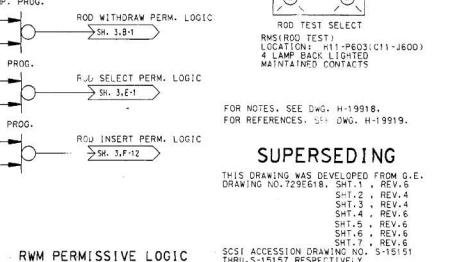 P. PROG.
ROD WITHDRAW PERM. LOGIC
SH. 3,B-1
PROG.
ROD SELECT PERM. LOGIC
SH. 3,E-1
PROG.
ROD INSERT PERM. LOGIC
SH. 3,F-12
RWM PERMISSIVE LOGIC
ROD TEST SELECT
RMS(ROD TEST)
LOCATION: H11-P603(C11-J600)
4 LAMP BACK LIGHTED
MAINTAINED CONTACTS
FOR NOTES, SEE DWG. H-19918.
FOR REFERENCES, SEE DWG. H-19919.
SUPERSEDING
THIS DRAWING WAS DEVELOPED FROM G.E.
DRAWING NO.729E618, SHT.1 , REV.6
SHT.2 , REV.4
SHT.3 , REV.4
SHT.4 , REV.6
SHT.5 , REV.6
SHT.6 , REV.6
SHT.7 , REV.6
SCSI ACCESSION DRAWING NO. S-15151
THRU S-15157 RESPECTIVELY